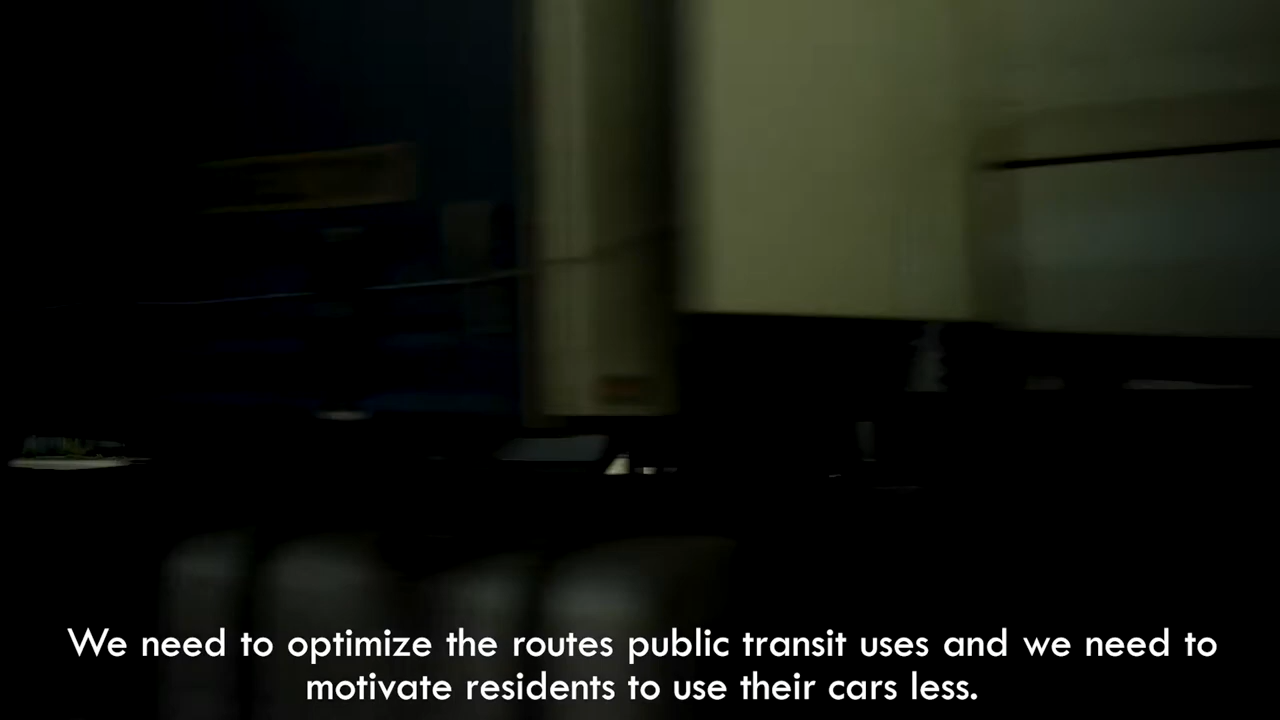 We need to optimize the routes public transit uses and we need to
motivate residents to use their cars less.